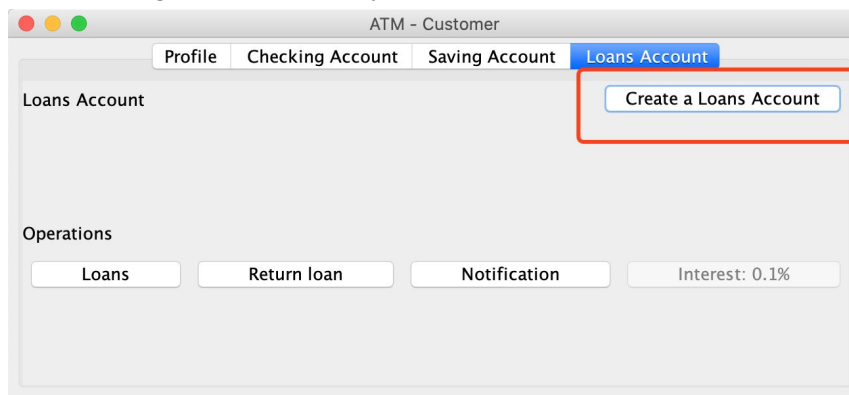 ATM - Customer
Profile Checking Account Saving Account Loans Account
Loans Account Create a Loans Account
Operations
Loans Return loan Notification Interest: 0.1%